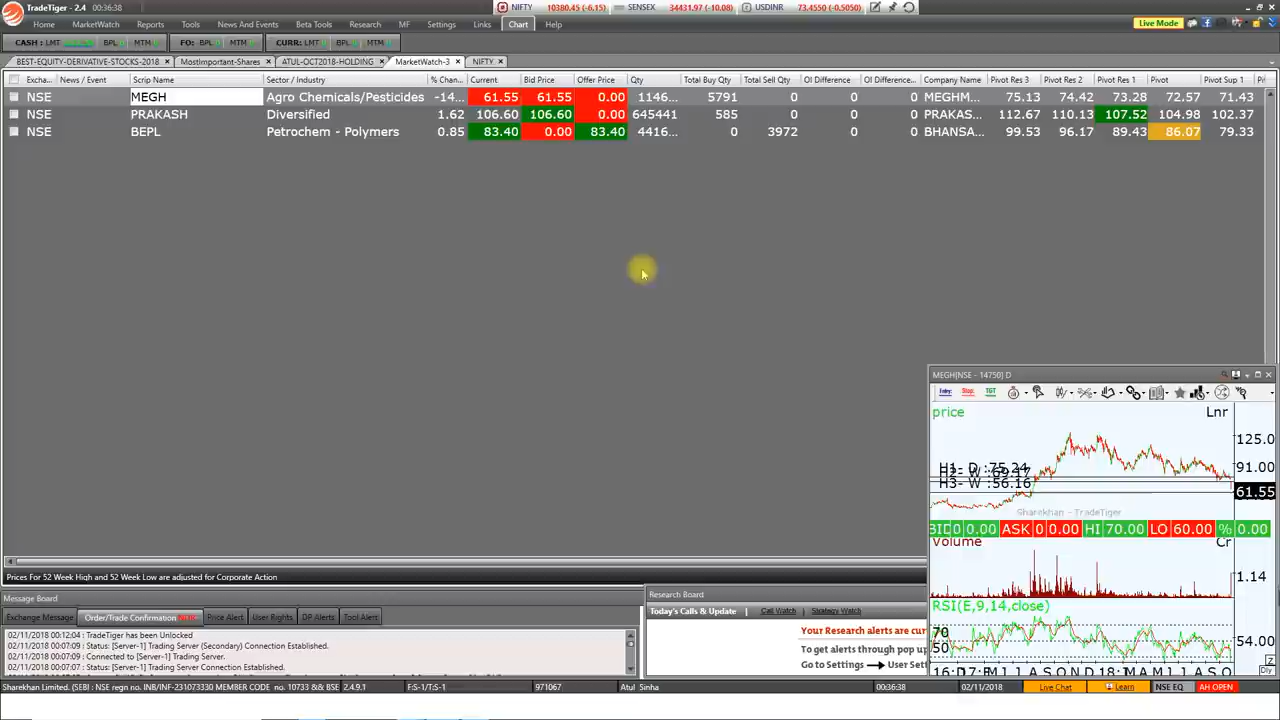 TradeTiger - 2.4 00:36:38 NIFTY 10380.45 (-6.15) SENSEX 34431.97 (-10.08) USDINR 73.4550 (-0.5050)
Home MarketWatch Reports Tools News And Events Beta Tools Research MF Settings Links Chart Help Live Mode
CASH : LMT BPL MTM FO: BPL MTM CURR: LMT BPL MTM
BEST-EQUITY-DERIVATIVE-STOCKS-2018 MostImportant-Shares ATUL-OCT2018-HOLDING MarketWatch-3 NIFTY
Excha... News / Event Scrip Name Sector / Industry % Chan... Current Bid Price Offer Price Qty Total Buy Qty Total Sell Qty OI Difference OI Differenc... Company Name Pivot Res 3 Pivot Res 2 Pivot Res 1 Pivot Pivot Sup 1 Pi
NSE MEGH Agro Chemicals/Pesticides -14... 61.55 61.55 0.00 1146... 5791 0 0 0 MEGHM... 75.13 74.42 73.28 72.57 71.43
NSE PRAKASH Diversified 1.62 106.60 106.60 0.00 645441 585 0 0 0 PRAKAS... 112.67 110.13 107.52 104.98 102.37
NSE BEPL Petrochem - Polymers 0.85 83.40 0.00 83.40 4416... 0 3972 0 0 BHANSA... 99.53 96.17 89.43 86.07 79.33
MEGH[NSE - 14750] D
price Lnr
125.0
91.00
H1- D :75.24
H2- W :69.17
H3- W :56.16
61.55
Sharekhan - TradeTiger
BID 0 0.00 ASK 0 0.00 HI 70.00 LO 60.00 % 0.00
Volume Cr
1.14
RSI(E,9,14,close)
70
50
54.00
16:D 17:F M J J A S O N D 18:1 M A M J J A S O Dly
Prices For 52 Week High and 52 Week Low are adjusted for Corporate Action
Message Board
Exchange Message Order/Trade Confirmation Price Alert User Rights DP Alerts Tool Alert
02/11/2018 00:12:04 : TradeTiger has been Unlocked
02/11/2018 00:07:09 : Status: [Server-1] Trading Server (Secondary) Connection Established.
02/11/2018 00:07:09 : Connected to [Server-1] Trading Server.
02/11/2018 00:07:07 : Status: [Server-1] Trading Server Connection Established.
Research Board
Today's Calls & Update Call Watch Strategy Watch
Your Research alerts are cur
To get alerts through pop up
Go to Settings User Set
Sharekhan Limited. (SEBI : NSE regn no. INB/INF-231073330 MEMBER CODE no. 10733 && BSE 2.4.9.1 F:S-1/T:S-1 971067 Atul Sinha 00:36:38 02/11/2018 Live Chat Learn NSE EQ AH OPEN